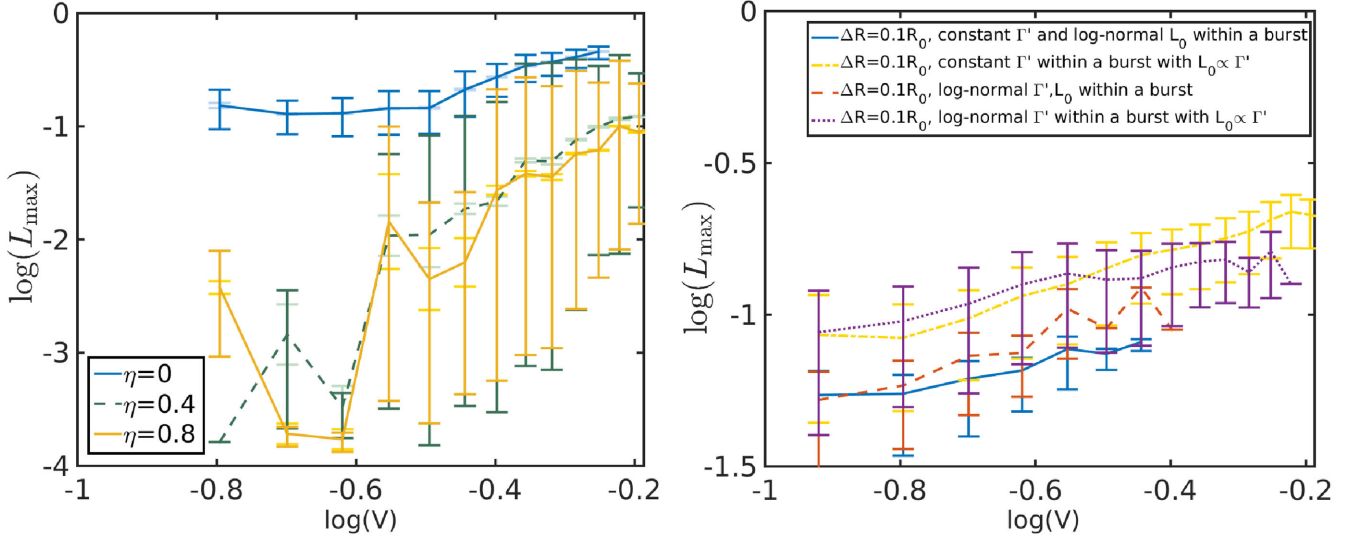 0
-1
-2
-3
-4
log(L_max)
η=0
η=0.4
η=0.8
-1 -0.8 -0.6 -0.4 -0.2
log(V)
0
-0.5
-1
-1.5
log(L_max)
ΔR=0.1R_0, constant Γ' and log-normal L_0 within a burst
ΔR=0.1R_0, constant Γ' within a burst with L_0∝ Γ'
ΔR=0.1R_0, log-normal Γ',L_0 within a burst
ΔR=0.1R_0, log-normal Γ' within a burst with L_0∝ Γ'
-1 -0.8 -0.6 -0.4 -0.2
log(V)